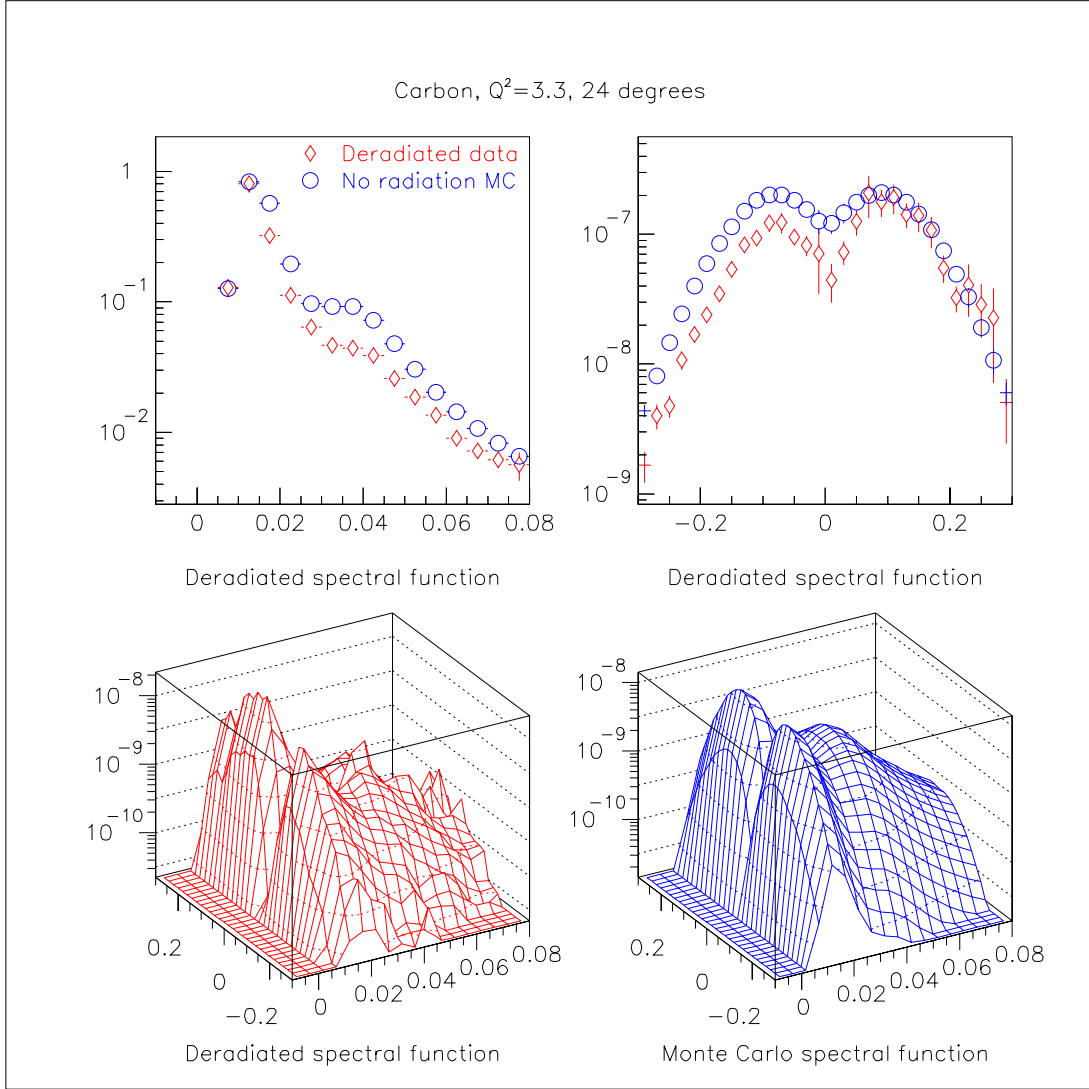 Carbon, Q²=3.3, 24 degrees
Deradiated data
No radiation MC
1
10⁻¹
10⁻²
0 0.02 0.04 0.06 0.08
Deradiated spectral function
10⁻⁷
10⁻⁸
10⁻⁹
−0.2 0 0.2
Deradiated spectral function
10⁻⁸
10⁻⁹
10⁻¹⁰
0.2
0
−0.2
0 0.02 0.04 0.06 0.08
Deradiated spectral function
10⁻⁸
10⁻⁹
10⁻¹⁰
0.2
0
−0.2
0 0.02 0.04 0.06 0.08
Monte Carlo spectral function